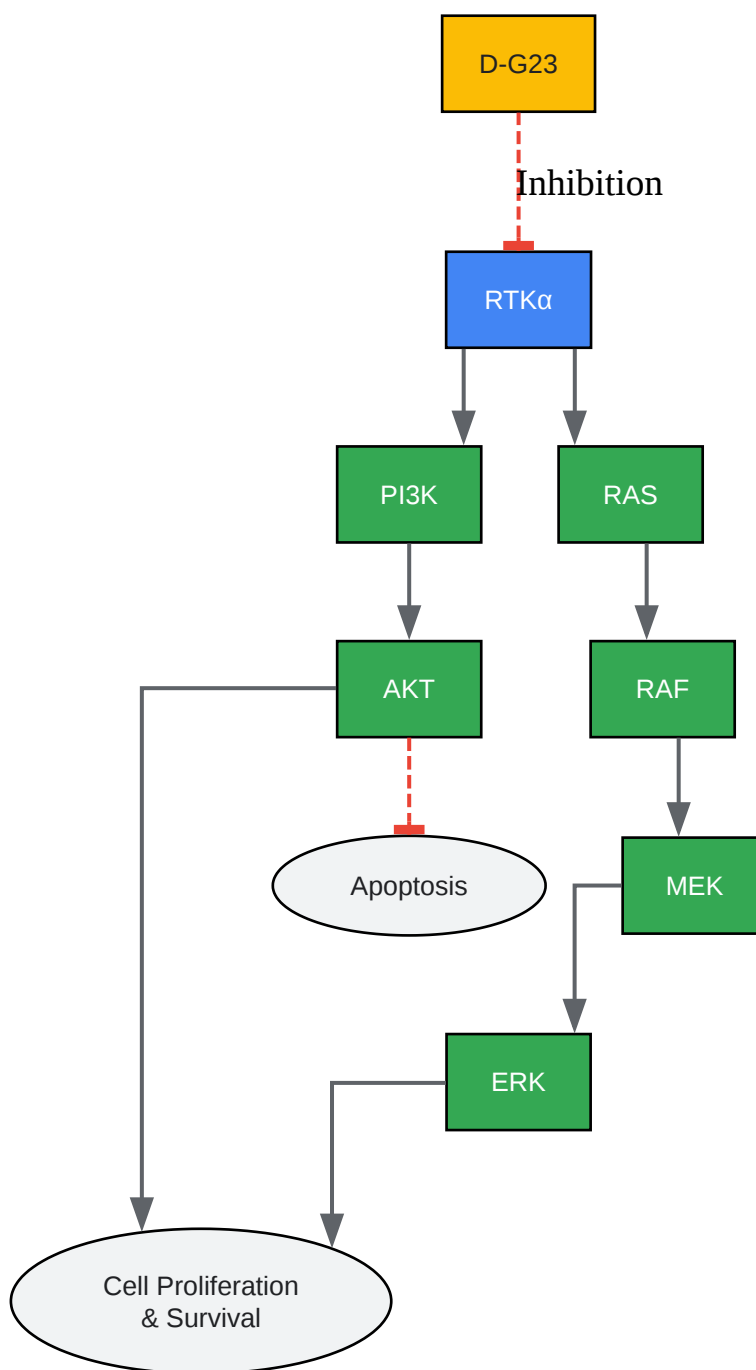 D-G23
Inhibition
RTKα
PI3K
RAS
AKT
RAF
Apoptosis
MEK
ERK
Cell Proliferation
& Survival